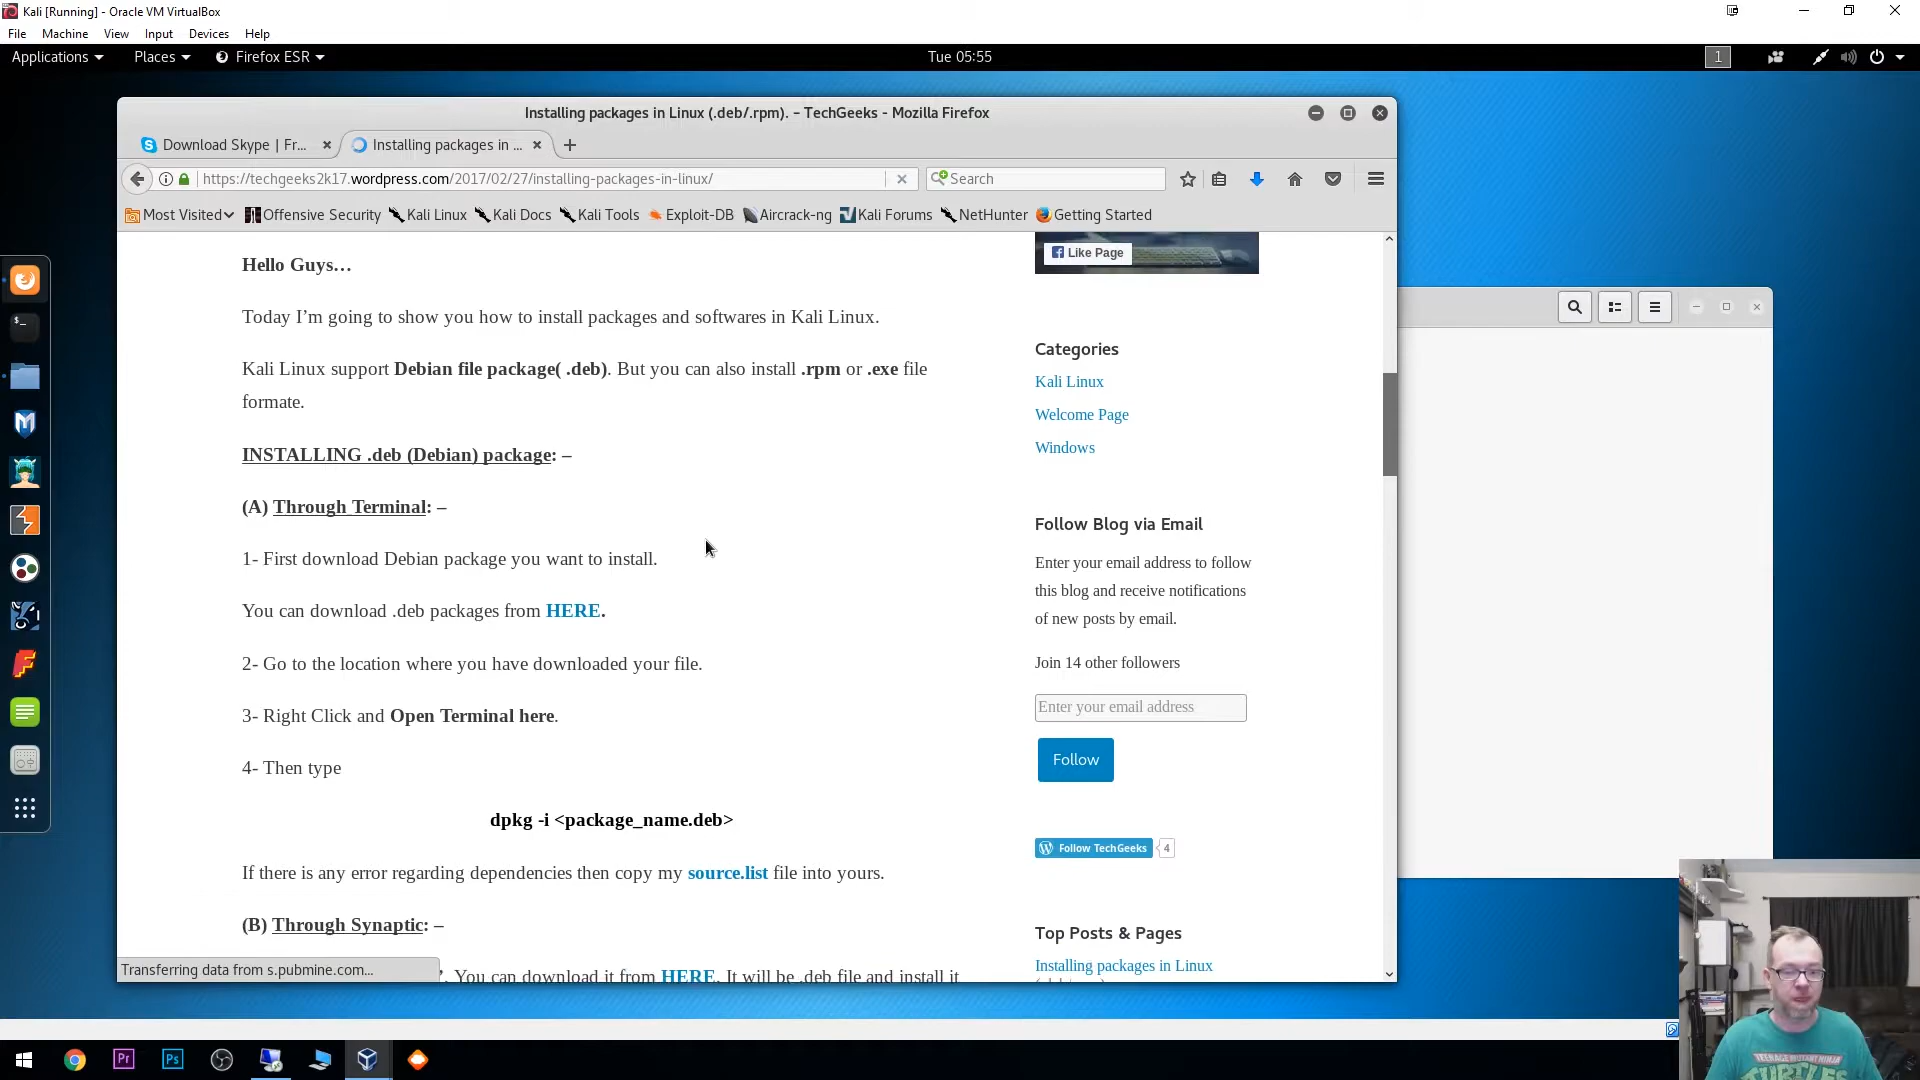 Kali [Running] - Oracle VM VirtualBox
File Machine View Input Devices Help
Applications Places Firefox ESR Tue 05:55 1
Installing packages in Linux (.deb/.rpm). – TechGeeks - Mozilla Firefox
Download Skype | Fr... Installing packages in ...
https://techgeeks2k17.wordpress.com/2017/02/27/installing-packages-in-linux/ Search
Most Visited Offensive Security Kali Linux Kali Docs Kali Tools Exploit-DB Aircrack-ng Kali Forums NetHunter Getting Started
Hello Guys…
Today I’m going to show you how to install packages and softwares in Kali Linux.
Kali Linux support Debian file package( .deb). But you can also install .rpm or .exe file
formate.
INSTALLING .deb (Debian) package: –
(A) Through Terminal: –
1- First download Debian package you want to install.
You can download .deb packages from HERE.
2- Go to the location where you have downloaded your file.
3- Right Click and Open Terminal here.
4- Then type
dpkg -i <package_name.deb>
If there is any error regarding dependencies then copy my source.list file into yours.
(B) Through Synaptic: –
. You can download it from HERE. It will be .deb file and install it
Transferring data from s.pubmine.com...
Like Page
Categories
Kali Linux
Welcome Page
Windows
Follow Blog via Email
Enter your email address to follow
this blog and receive notifications
of new posts by email.
Join 14 other followers
Enter your email address
Follow
Follow TechGeeks 4
Top Posts & Pages
Installing packages in Linux
Pr Ps
TEENAGE MUTANT NINJA
TURTLES